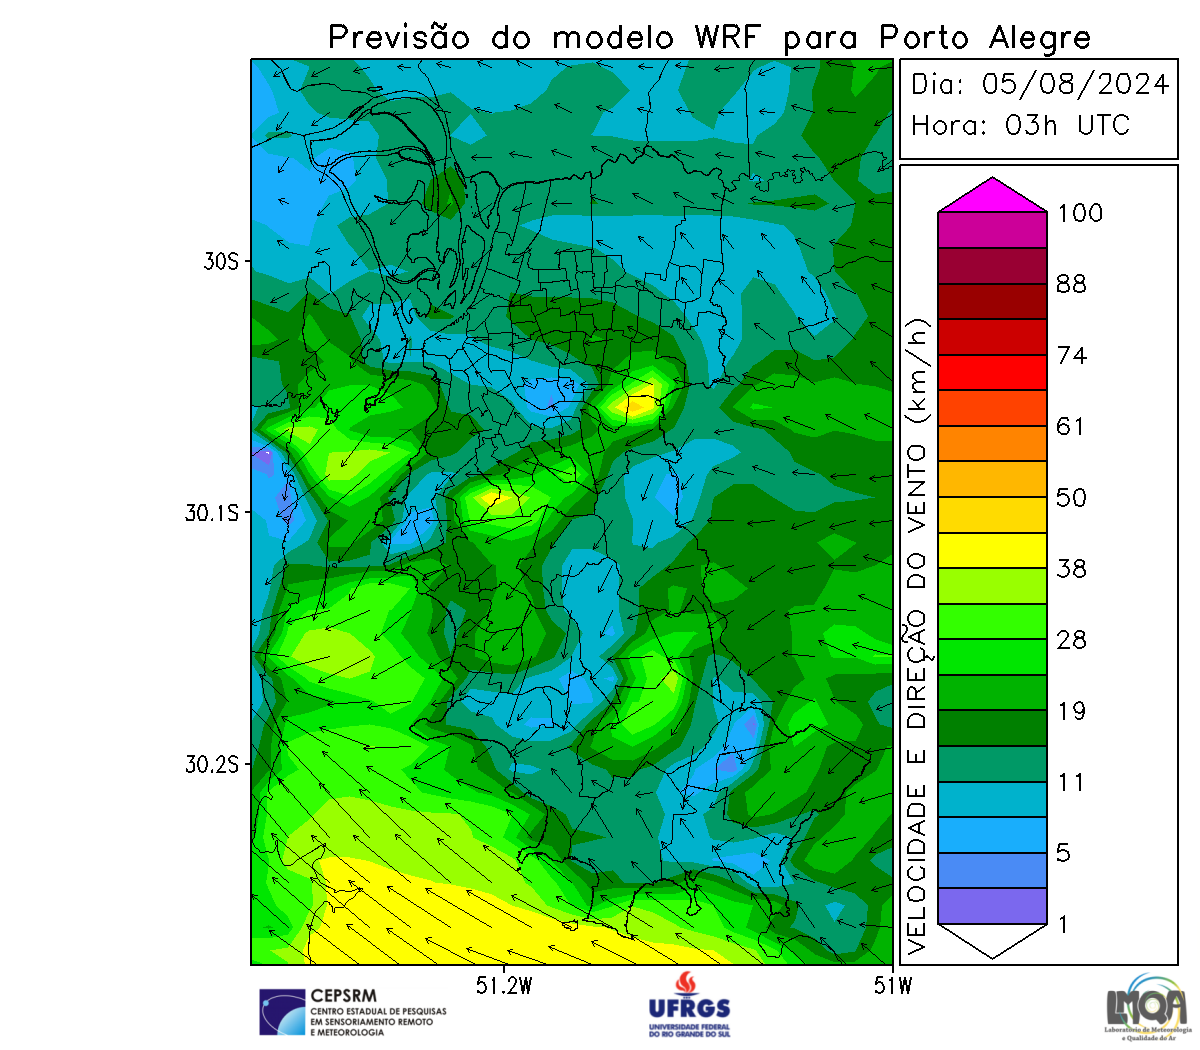 Previsão do modelo WRF para Porto Alegre
Dia: 05/08/2024
Hora: 03h UTC
VELOCIDADE E DIREÇÃO DO VENTO (km/h)
100
88
74
61
50
38
28
19
11
5
1
30S
30.1S
30.2S
51.2W
51W
CEPSRM
CENTRO ESTADUAL DE PESQUISAS
EM SENSORIAMENTO REMOTO
E METEOROLOGIA
UFRGS
UNIVERSIDADE FEDERAL
DO RIO GRANDE DO SUL
LMQA
Laboratório de Meteorologia
e Qualidade do Ar